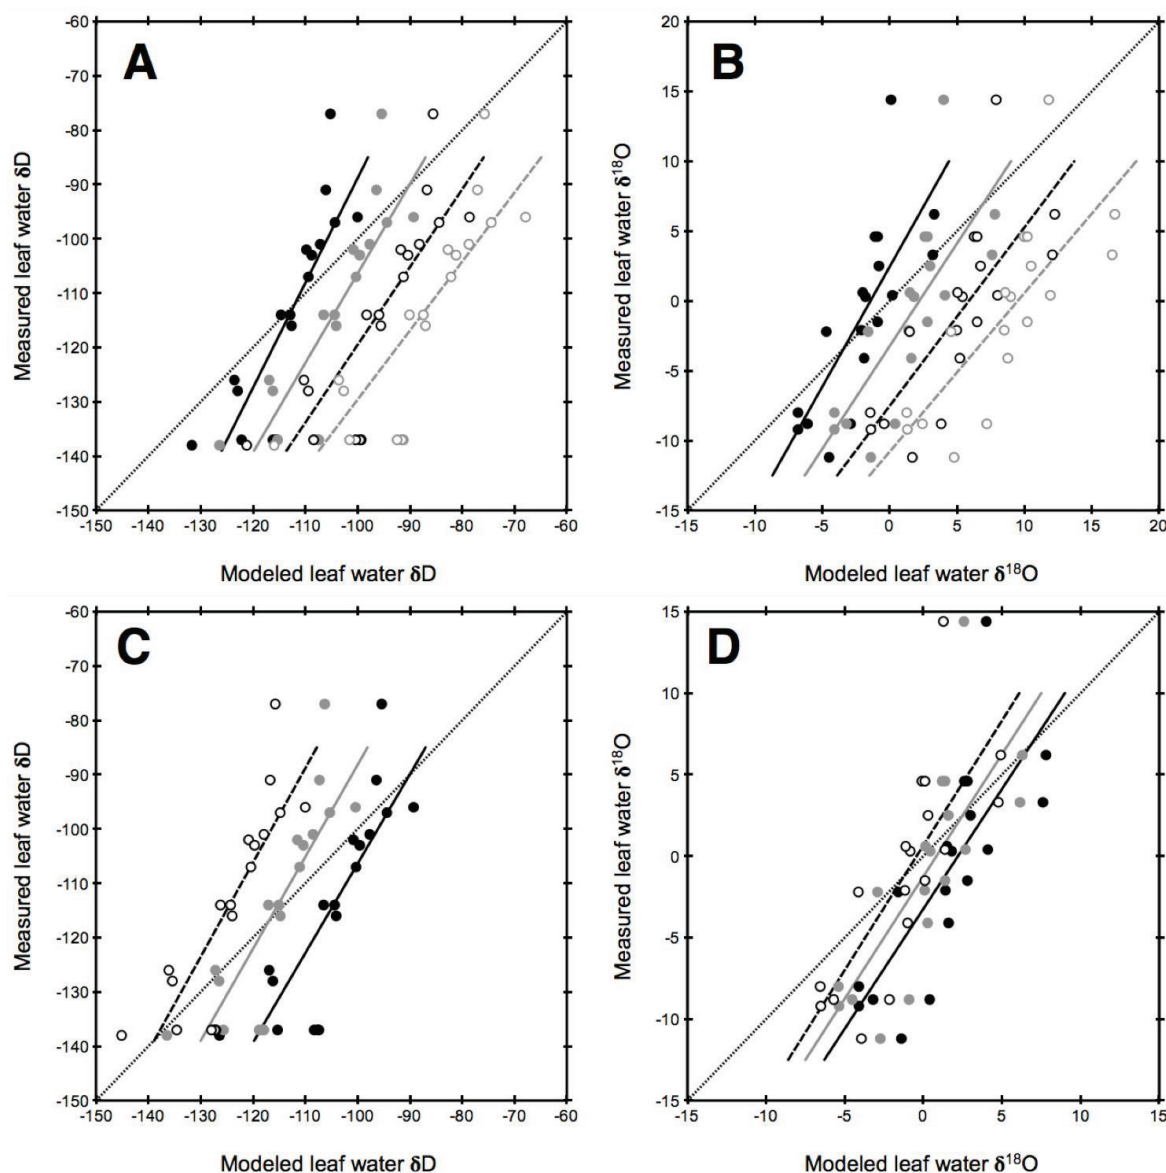 A
-60
-70
-80
-90
-100
-110
-120
-130
-140
-150
-150 -140 -130 -120 -110 -100 -90 -80 -70 -60
Measured leaf water δD
Modeled leaf water δD
B
20
15
10
5
0
-5
-10
-15
-15 -10 -5 0 5 10 15 20
Measured leaf water δ¹⁸O
Modeled leaf water δ¹⁸O
C
-60
-70
-80
-90
-100
-110
-120
-130
-140
-150
-150 -140 -130 -120 -110 -100 -90 -80 -70 -60
Measured leaf water δD
Modeled leaf water δD
D
15
10
5
0
-5
-10
-15
-15 -10 -5 0 5 10 15
Measured leaf water δ¹⁸O
Modeled leaf water δ¹⁸O